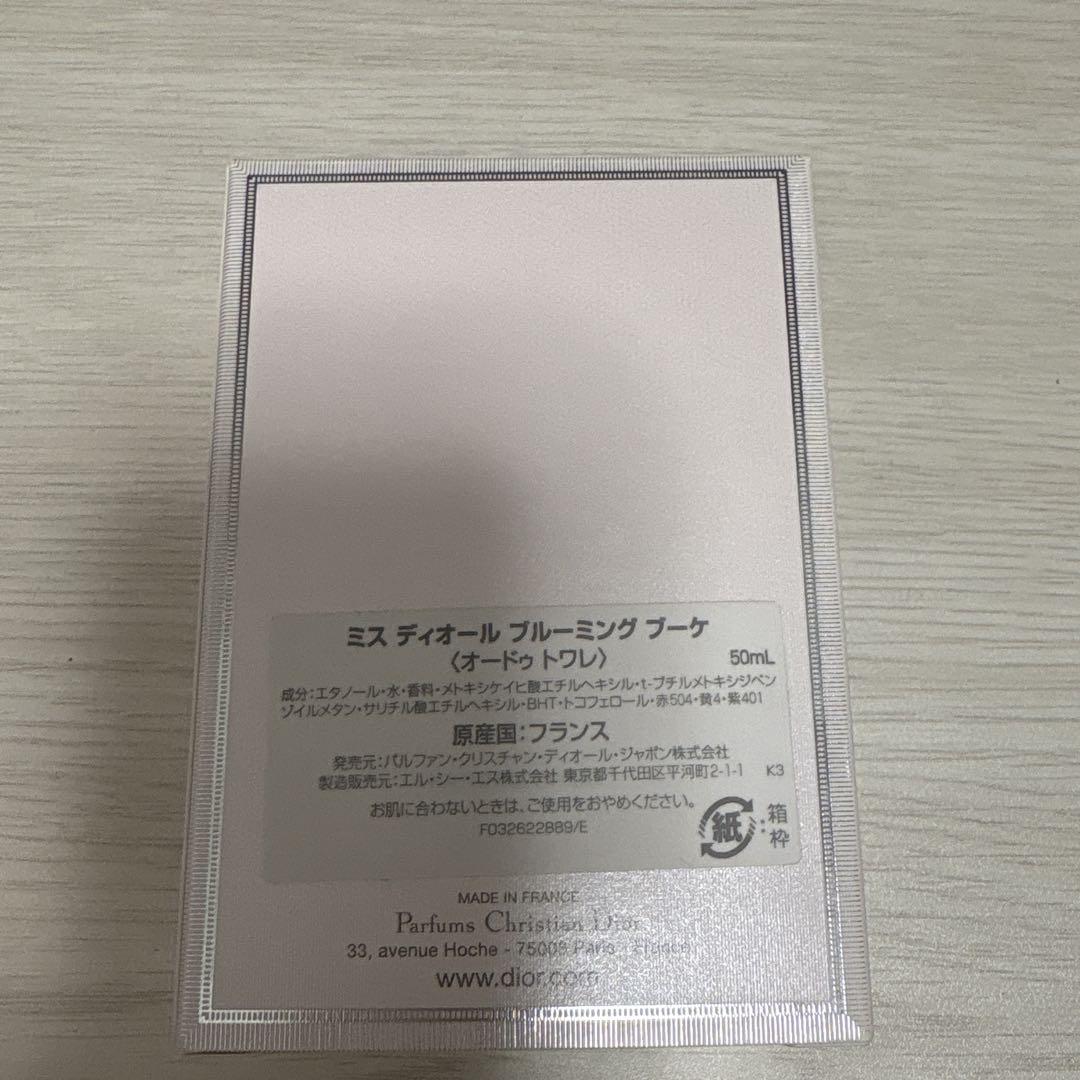 ミス ディオール ブルーミング ブーケ
〈オードゥ トワレ〉 50mL
成分：エタノール・水・香料・メトキシケイヒ酸エチルヘキシル・t-ブチルメトキシジベン
ゾイルメタン・サリチル酸エチルヘキシル・BHT・トコフェロール・赤504・黄4・紫401
原産国：フランス
発売元：パルファン・クリスチャン・ディオール・ジャポン株式会社
製造販売元：エル・シー・エス株式会社 東京都千代田区平河町2-1-1 K3
お肌に合わないときは、ご使用をおやめください。
F032622889/E
紙 箱
枠
MADE IN FRANCE
Parfums Christian Dior
33, avenue Hoche - 75008 Paris - France
www.dior.com